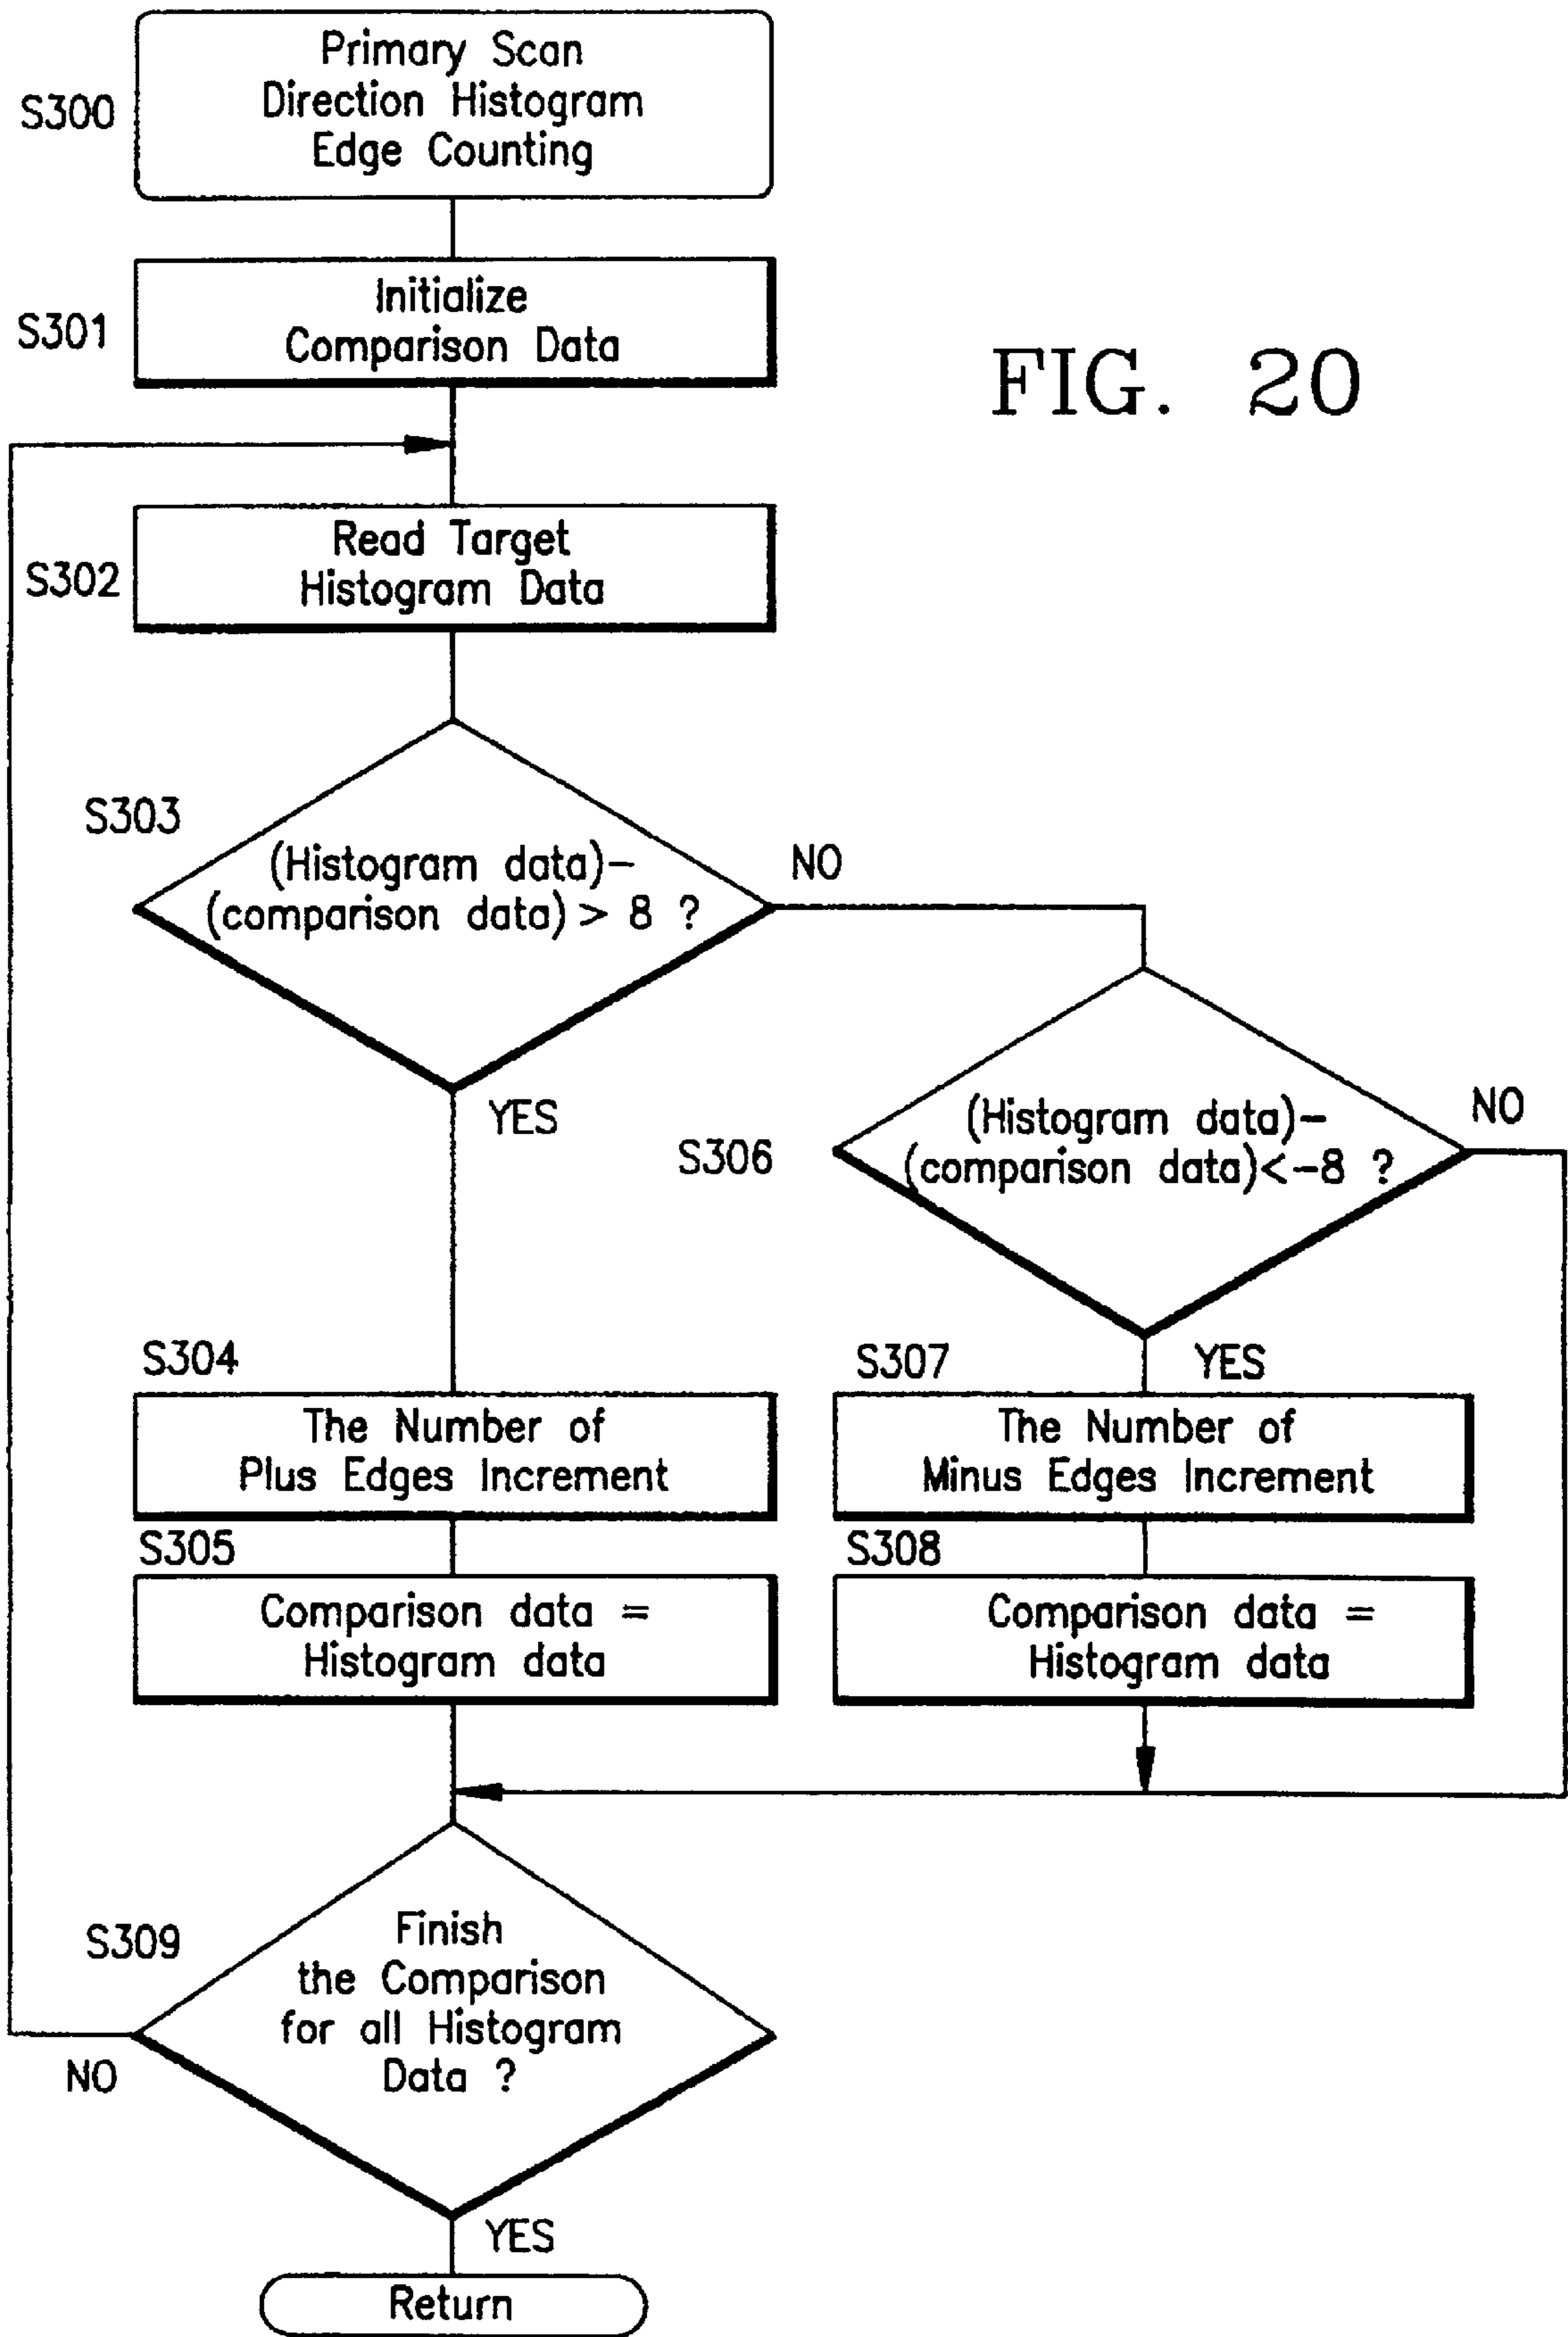 S300
Primary Scan
Direction Histogram
Edge Counting
S301
Initialize
Comparison Data
FIG. 20
S302
Read Target
Histogram Data
S303
(Histogram data)-
(comparison data) > 8 ?
NO
YES
S306
(Histogram data)-
(comparison data)<-8 ?
NO
YES
S304
The Number of
Plus Edges Increment
S307
The Number of
Minus Edges Increment
S305
Comparison data =
Histogram data
S308
Comparison data =
Histogram data
S309
Finish
the Comparison
for all Histogram
Data ?
NO
YES
Return